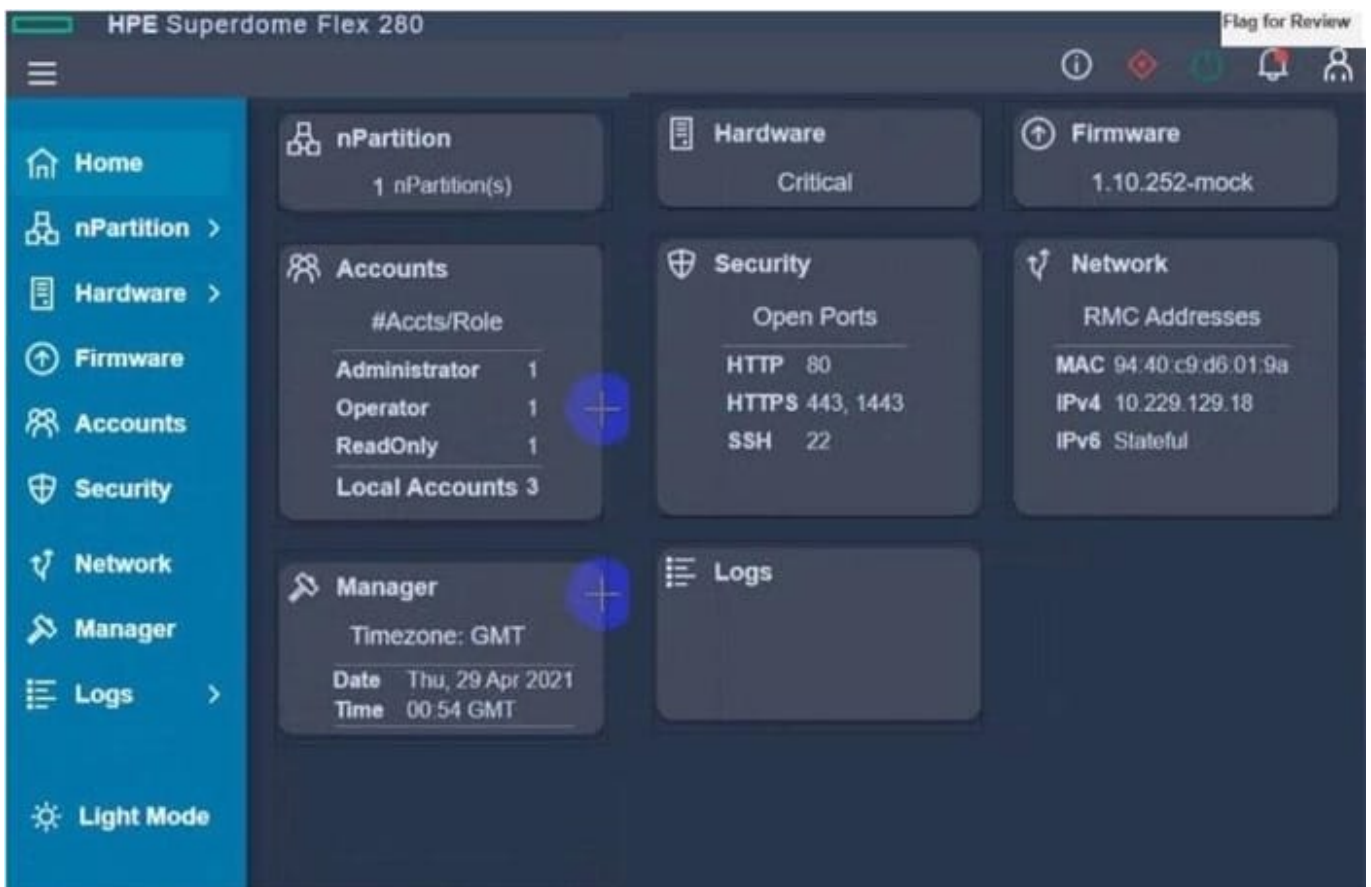 HPE Superdome Flex 280
Flag for Review
Home
nPartition
Hardware
Firmware
Accounts
Security
Network
Manager
Logs
Light Mode
nPartition
1 nPartition(s)
Hardware
Critical
Firmware
1.10.252-mock
Accounts
#Accts/Role
Administrator 1
Operator 1
ReadOnly 1
Local Accounts 3
Security
Open Ports
HTTP 80
HTTPS 443, 1443
SSH 22
Network
RMC Addresses
MAC 94:40:c9:d6:01:9a
IPv4 10.229.129.18
IPv6 Stateful
Manager
Timezone: GMT
Date Thu, 29 Apr 2021
Time 00:54 GMT
Logs